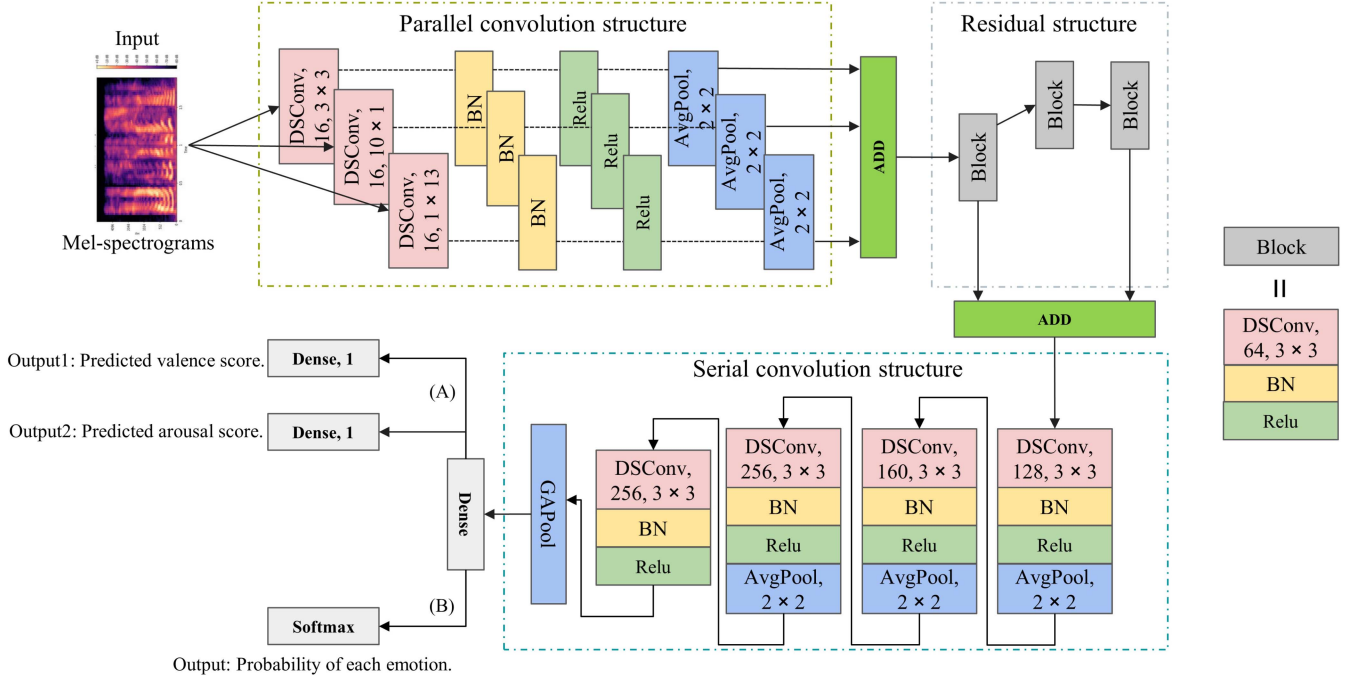 Input
Mel-spectrograms
Parallel convolution structure
DSConv,
16, 3 × 3
DSConv,
16, 10 × 1
DSConv,
16, 1 × 13
BN
BN
BN
Relu
Relu
Relu
AvgPool,
2 × 2
AvgPool,
2 × 2
AvgPool,
2 × 2
ADD
Residual structure
Block
Block
Block
ADD
Block
=
DSConv,
64, 3 × 3
BN
Relu
Serial convolution structure
DSConv,
128, 3 × 3
BN
Relu
AvgPool,
2 × 2
DSConv,
160, 3 × 3
BN
Relu
AvgPool,
2 × 2
DSConv,
256, 3 × 3
BN
Relu
AvgPool,
2 × 2
DSConv,
256, 3 × 3
BN
Relu
GAPool
Dense
(A)
Dense, 1
Output1: Predicted valence score.
Dense, 1
Output2: Predicted arousal score.
(B)
Softmax
Output: Probability of each emotion.